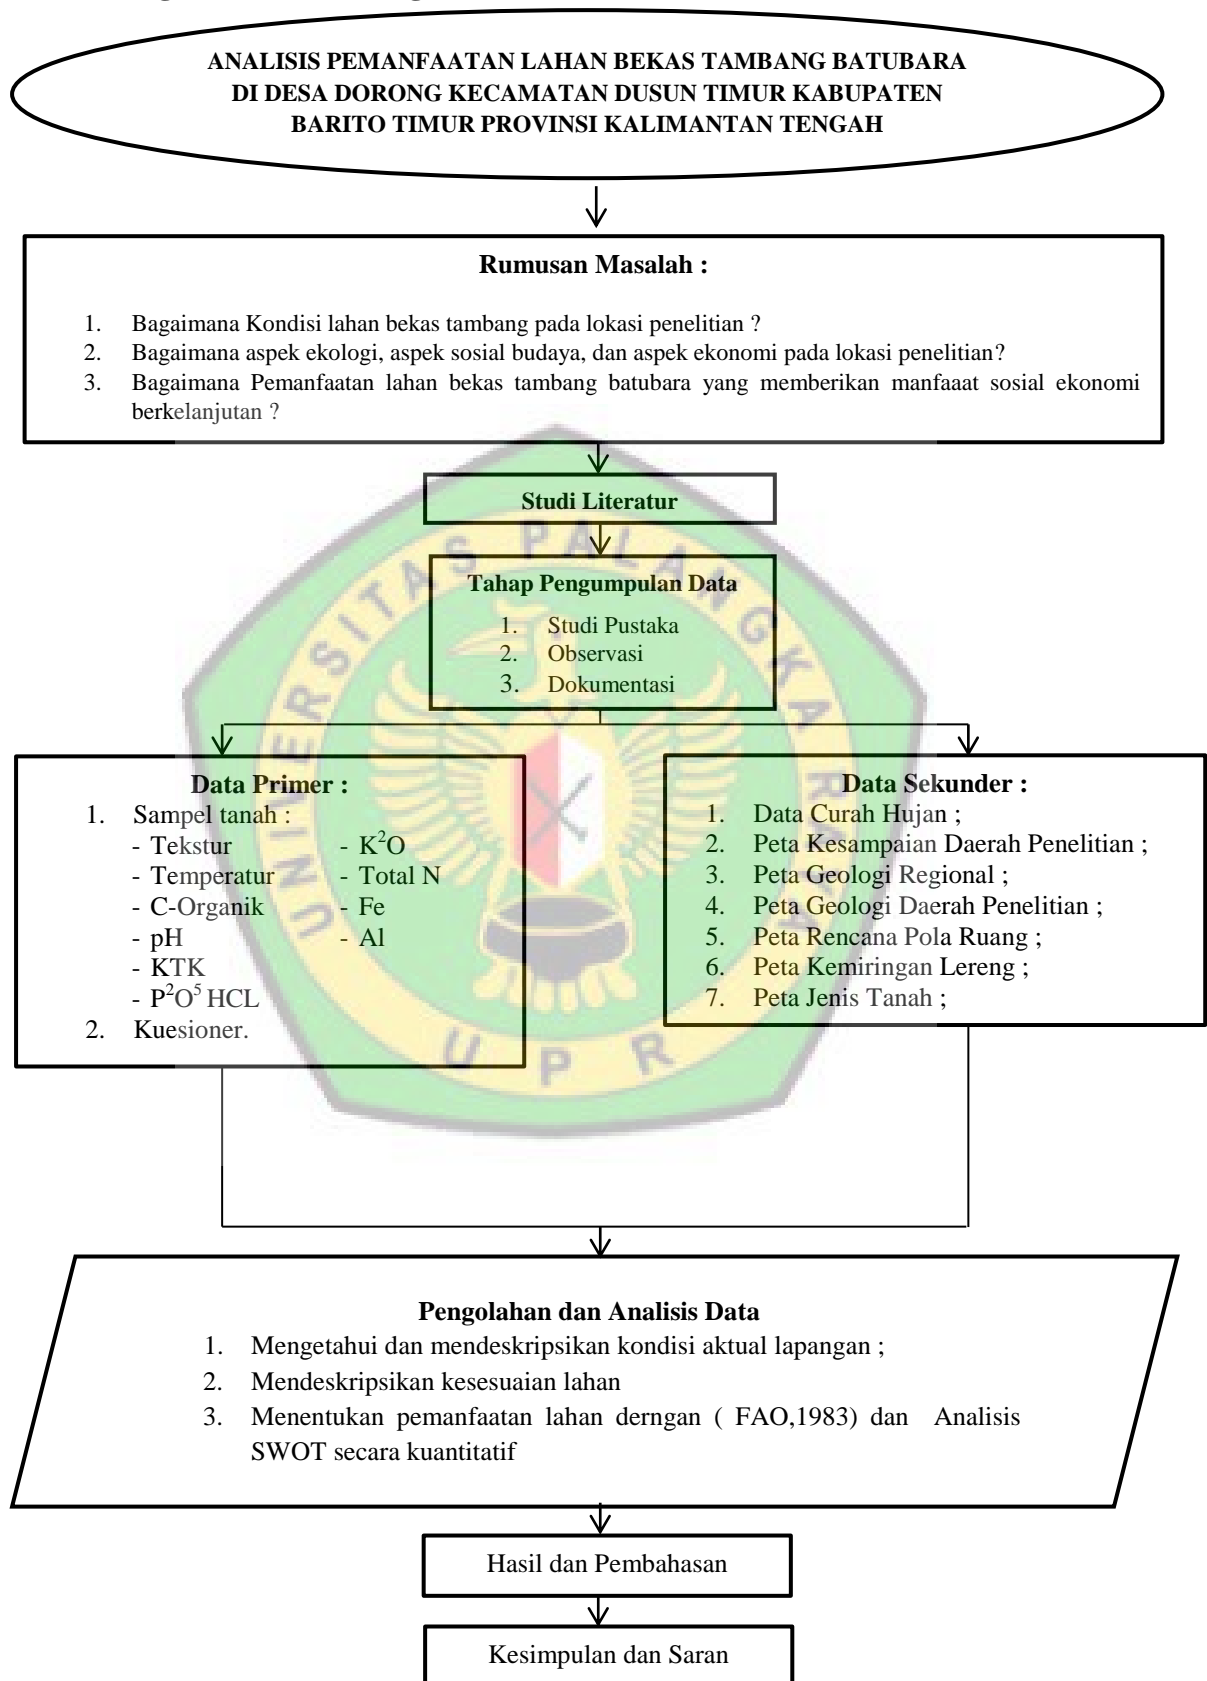 ANALISIS PEMANFAATAN LAHAN BEKAS TAMBANG BATUBARA
DI DESA DORONG KECAMATAN DUSUN TIMUR KABUPATEN
BARITO TIMUR PROVINSI KALIMANTAN TENGAH
Rumusan Masalah :
1. Bagaimana Kondisi lahan bekas tambang pada lokasi penelitian ?
2. Bagaimana aspek ekologi, aspek sosial budaya, dan aspek ekonomi pada lokasi penelitian?
3. Bagaimana Pemanfaatan lahan bekas tambang batubara yang memberikan manfaaat sosial ekonomi
berkelanjutan ?
Studi Literatur
Tahap Pengumpulan Data
1. Studi Pustaka
2. Observasi
3. Dokumentasi
Data Primer :
1. Sampel tanah :
- Tekstur - K²O
- Temperatur - Total N
- C-Organik - Fe
- pH - Al
- KTK
- P²O⁵ HCL
2. Kuesioner.
Data Sekunder :
1. Data Curah Hujan ;
2. Peta Kesampaian Daerah Penelitian ;
3. Peta Geologi Regional ;
4. Peta Geologi Daerah Penelitian ;
5. Peta Rencana Pola Ruang ;
6. Peta Kemiringan Lereng ;
7. Peta Jenis Tanah ;
UNIVERSITAS PALANGKA RAYA
UPR
Pengolahan dan Analisis Data
1. Mengetahui dan mendeskripsikan kondisi aktual lapangan ;
2. Mendeskripsikan kesesuaian lahan
3. Menentukan pemanfaatan lahan derngan ( FAO,1983) dan Analisis
SWOT secara kuantitatif
Hasil dan Pembahasan
Kesimpulan dan Saran